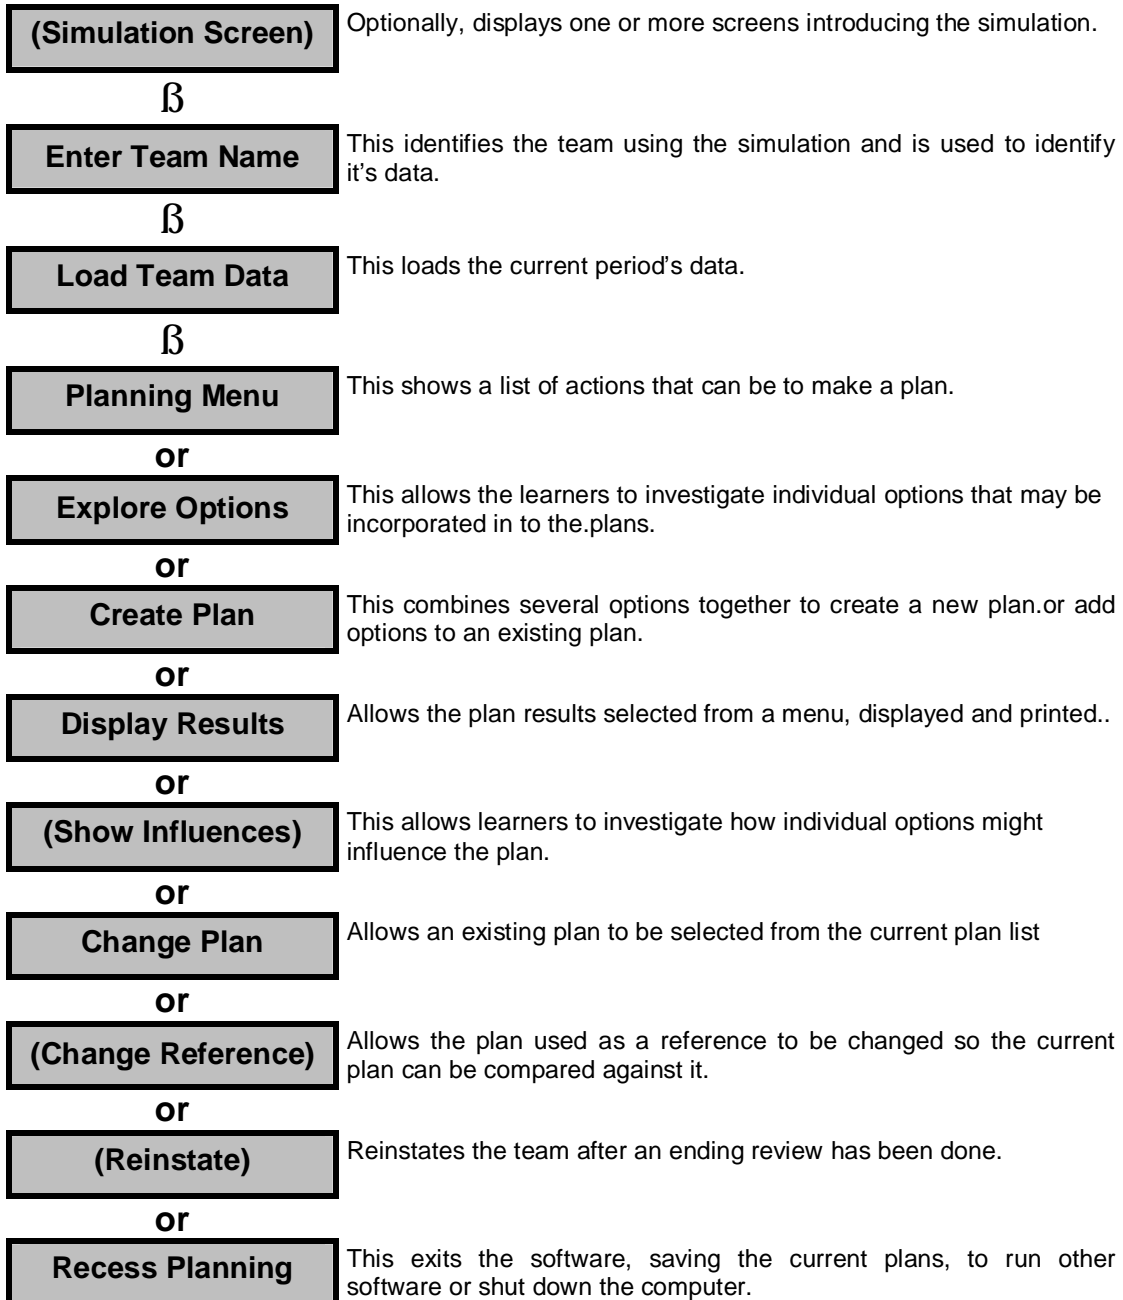 (Simulation Screen)
Optionally, displays one or more screens introducing the simulation.
ß
Enter Team Name
This identifies the team using the simulation and is used to identify
it's data.
ß
Load Team Data
This loads the current period's data.
ß
Planning Menu
This shows a list of actions that can be to make a plan.
or
Explore Options
This allows the learners to investigate individual options that may be
incorporated in to the.plans.
or
Create Plan
This combines several options together to create a new plan.or add
options to an existing plan.
or
Display Results
Allows the plan results selected from a menu, displayed and printed..
or
(Show Influences)
This allows learners to investigate how individual options might
influence the plan.
or
Change Plan
Allows an existing plan to be selected from the current plan list
or
(Change Reference)
Allows the plan used as a reference to be changed so the current
plan can be compared against it.
or
(Reinstate)
Reinstates the team after an ending review has been done.
or
Recess Planning
This exits the software, saving the current plans, to run other
software or shut down the computer.